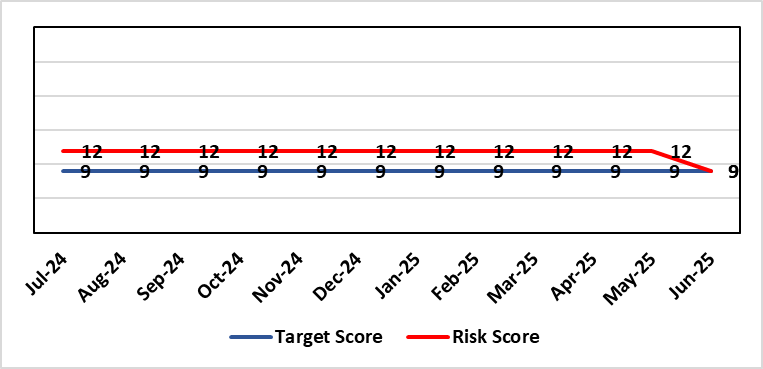 12 12 12 12 12 12 12 12 12 12 12
9 9 9 9 9 9 9 9 9 9 9 9
Jul-24 Aug-24 Sep-24 Oct-24 Nov-24 Dec-24 Jan-25 Feb-25 Mar-25 Apr-25 May-25 Jun-25
Target Score Risk Score